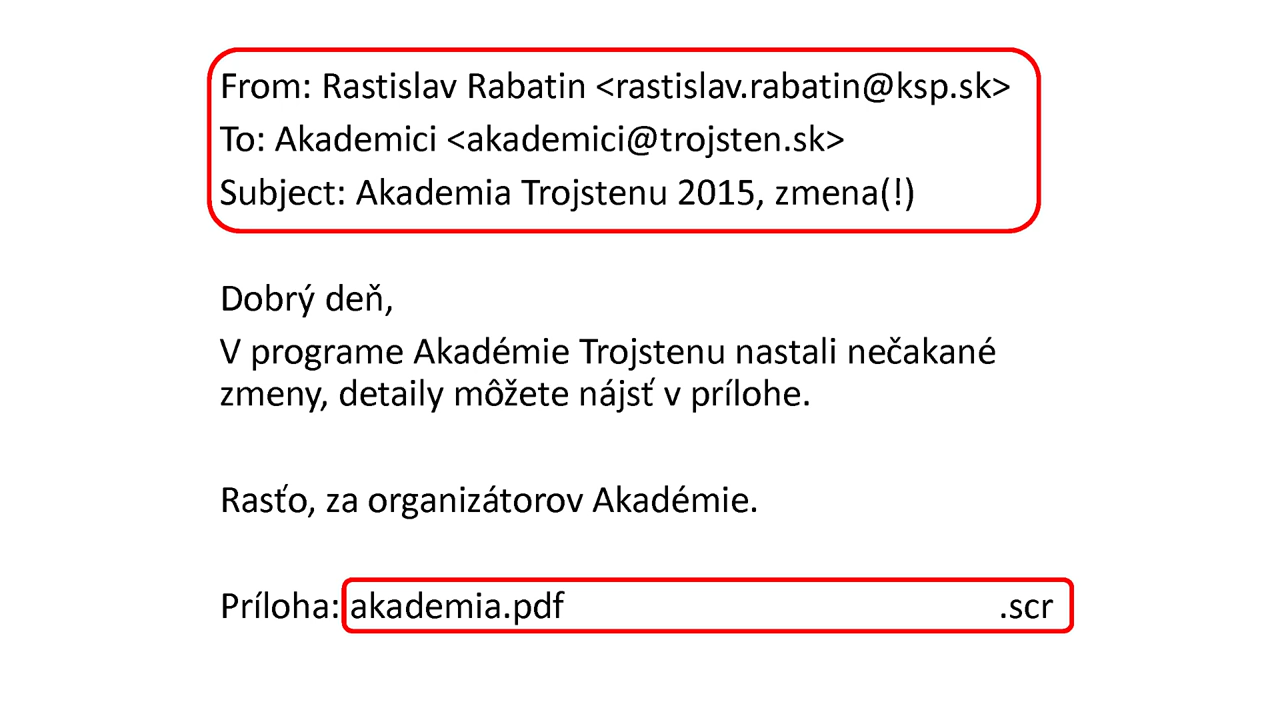 From: Rastislav Rabatin <rastislav.rabatin@ksp.sk>
To: Akademici <akademici@trojsten.sk>
Subject: Akademia Trojstenu 2015, zmena(!)
Dobrý deň,
V programe Akadémie Trojstenu nastali nečakané
zmeny, detaily môžete nájsť v prílohe.
Rasťo, za organizátorov Akadémie.
Príloha: akademia.pdf .scr